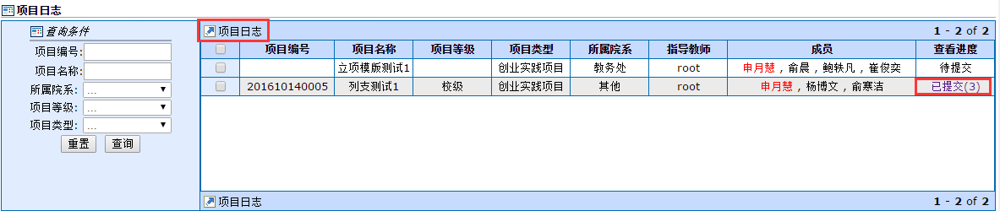 项目日志
查询条件
项目编号:
项目名称:
所属院系: ...
项目等级: ...
项目类型: ...
重置 查询
项目日志 1 - 2 of 2
项目编号 项目名称 项目等级 项目类型 所属院系 指导教师 成员 查看进度
立项模版测试1 创业实践项目 教务处 root 申月慧，俞晨，鲍轶凡，崔俊奕 待提交
201610140005 列支测试1 校级 创业实践项目 其他 root 申月慧，杨博文，俞寒洁 已提交(3)
项目日志 1 - 2 of 2